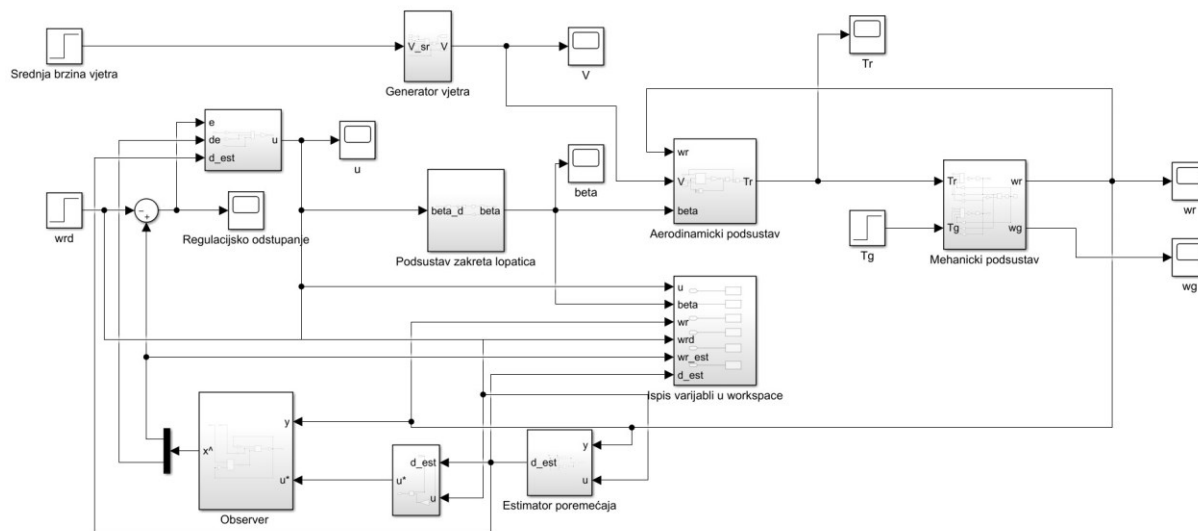 Srednja brzina vjetra
V_sr
V
Generator vjetra
V
Tr
e
de
d_est
u
u
wrd
-
+
Regulacijsko odstupanje
beta_d
beta
Podsustav zakreta lopatica
beta
wr
V
beta
Tr
Aerodinamicki podsustav
Tg
Tr
Tg
wr
wg
Mehanicki podsustav
wr
wg
u
beta
wr
wrd
wr_est
d_est
Ispis varijabli u workspace
y
x^
u*
Observer
d_est
u*
u
y
d_est
u
Estimator poremećaja